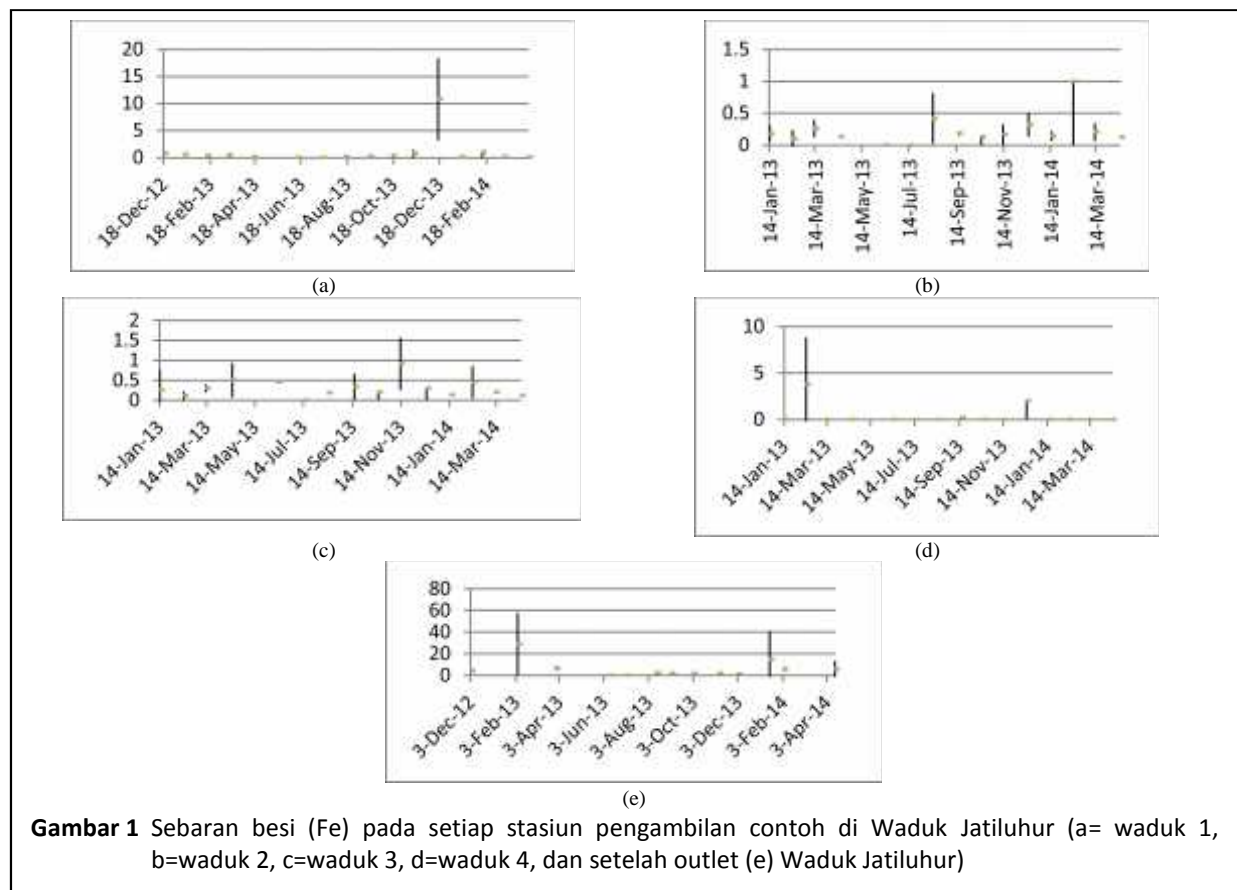 20
15
10
5
0
18-Dec-12
18-Feb-13
18-Apr-13
18-Jun-13
18-Aug-13
18-Oct-13
18-Dec-13
18-Feb-14
(a)
1.5
1
0.5
0
14-Jan-13
14-Mar-13
14-May-13
14-Jul-13
14-Sep-13
14-Nov-13
14-Jan-14
14-Mar-14
(b)
2
1.5
1
0.5
0
14-Jan-13
14-Mar-13
14-May-13
14-Jul-13
14-Sep-13
14-Nov-13
14-Jan-14
14-Mar-14
(c)
10
5
0
14-Jan-13
14-Mar-13
14-May-13
14-Jul-13
14-Sep-13
14-Nov-13
14-Jan-14
14-Mar-14
(d)
80
60
40
20
0
3-Dec-12
3-Feb-13
3-Apr-13
3-Jun-13
3-Aug-13
3-Oct-13
3-Dec-13
3-Feb-14
3-Apr-14
(e)
Gambar 1 Sebaran besi (Fe) pada setiap stasiun pengambilan contoh di Waduk Jatiluhur (a= waduk 1,
b=waduk 2, c=waduk 3, d=waduk 4, dan setelah outlet (e) Waduk Jatiluhur)